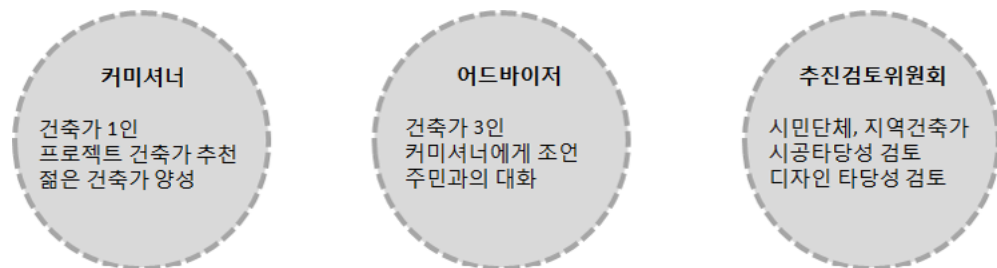 커미셔너
건축가 1인
프로젝트 건축가 추천
젊은 건축가 양성
어드바이저
건축가 3인
커미셔너에게 조언
주민과의 대화
추진검토위원회
시민단체, 지역건축가
시공타당성 검토
디자인 타당성 검토